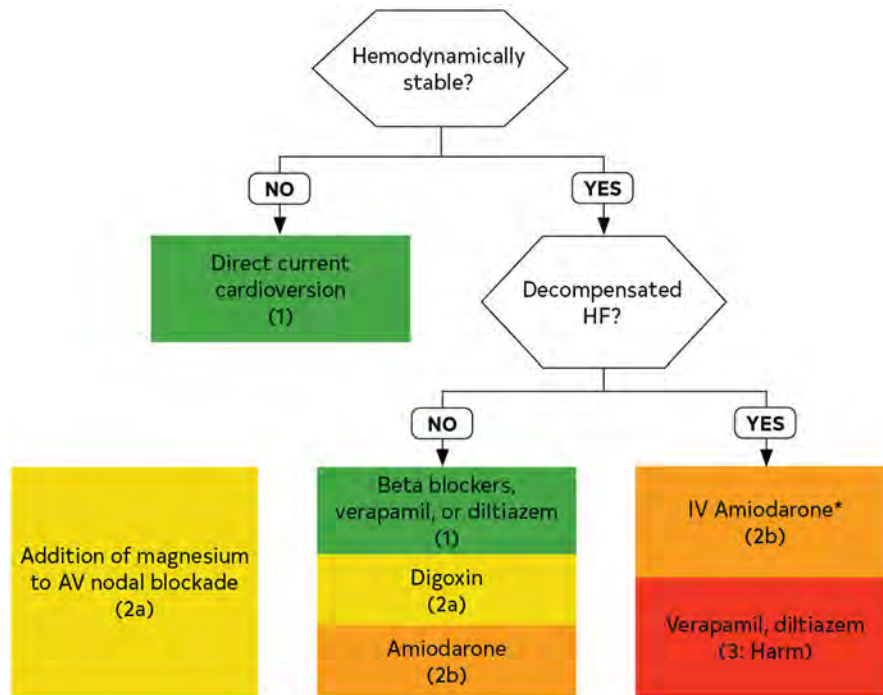 Hemodynamically
stable?
NO
YES
Direct current
cardioversion
(1)
Decompensated
HF?
NO
YES
Addition of magnesium
to AV nodal blockade
(2a)
Beta blockers,
verapamil, or diltiazem
(1)
Digoxin
(2a)
Amiodarone
(2b)
IV Amiodarone*
(2b)
Verapamil, diltiazem
(3: Harm)